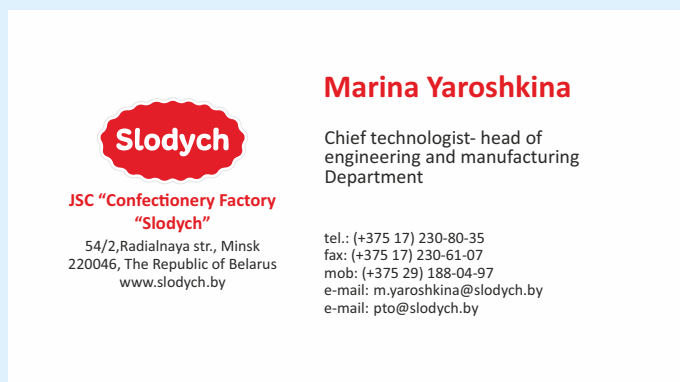 Slodych
JSC “Confectionery Factory
“Slodych”
54/2,Radialnaya str., Minsk
220046, The Republic of Belarus
www.slodych.by
Marina Yaroshkina
Chief technologist- head of
engineering and manufacturing
Department
tel.: (+375 17) 230-80-35
fax: (+375 17) 230-61-07
mob: (+375 29) 188-04-97
e-mail: m.yaroshkina@slodych.by
e-mail: pto@slodych.by